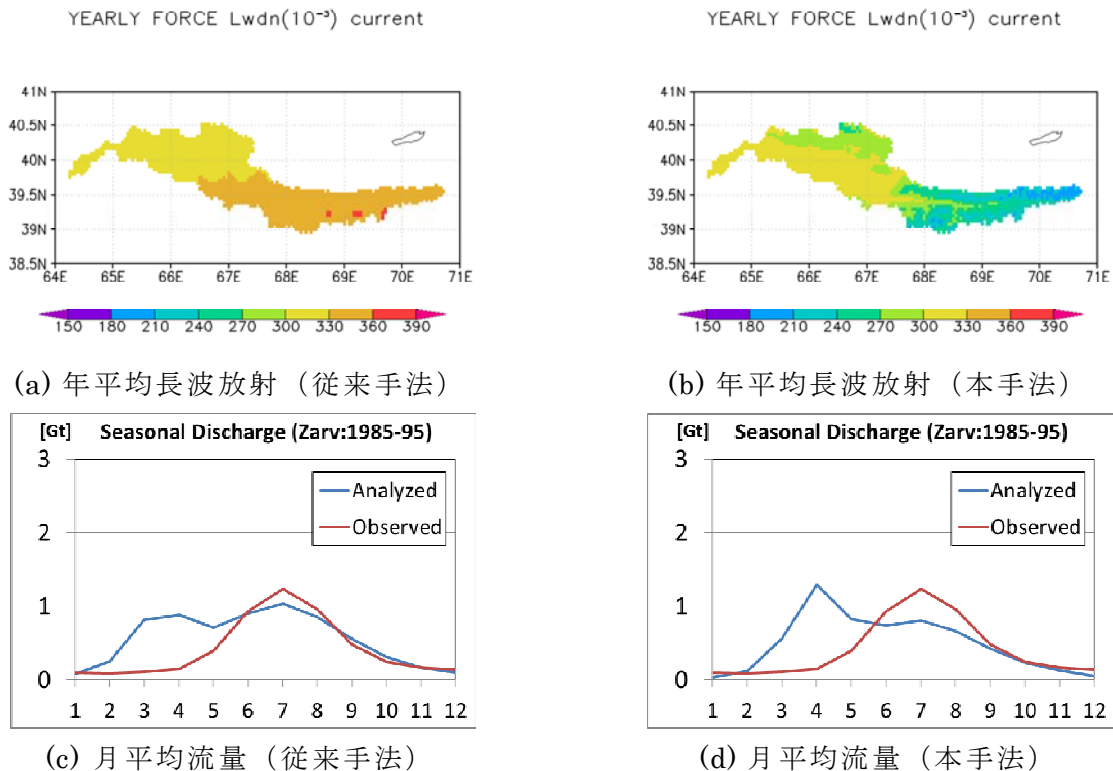 YEARLY FORCE Lwdn(10⁻³) current
41N
40.5N
40N
39.5N
39N
38.5N
64E 65E 66E 67E 68E 69E 70E 71E
150 180 210 240 270 300 330 360 390
(a) 年平均長波放射（従来手法）
YEARLY FORCE Lwdn(10⁻³) current
41N
40.5N
40N
39.5N
39N
38.5N
64E 65E 66E 67E 68E 69E 70E 71E
150 180 210 240 270 300 330 360 390
(b) 年平均長波放射（本手法）
[Gt] Seasonal Discharge (Zarv:1985-95)
3
2
1
0
Analyzed
Observed
1 2 3 4 5 6 7 8 9 10 11 12
(c) 月平均流量（従来手法）
[Gt] Seasonal Discharge (Zarv:1985-95)
3
2
1
0
Analyzed
Observed
1 2 3 4 5 6 7 8 9 10 11 12
(d) 月平均流量（本手法）